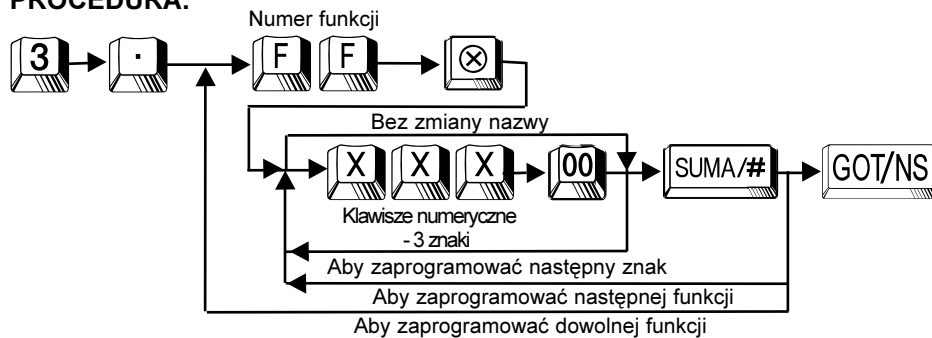 PROCEDURA:
Numer funkcji
3 . F F ⊗
Bez zmiany nazwy
X X X 00 SUMA/# GOT/NS
Klawisze numeryczne
- 3 znaki
Aby zaprogramować następny znak
Aby zaprogramować następnej funkcji
Aby zaprogramować dowolnej funkcji